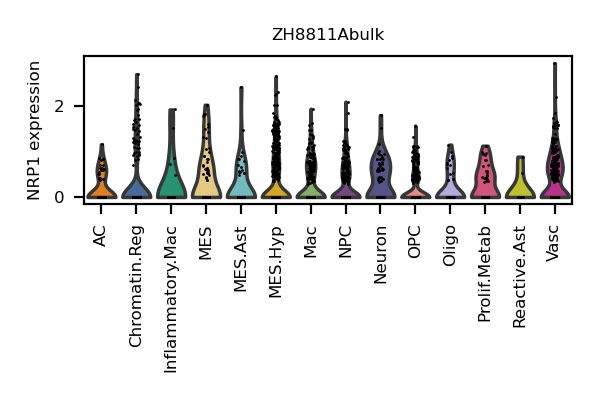 ZH8811Abulk
NRP1 expression
2
0
AC
Chromatin.Reg
Inflammatory.Mac
MES
MES.Ast
MES.Hyp
Mac
NPC
Neuron
OPC
Oligo
Prolif.Metab
Reactive.Ast
Vasc